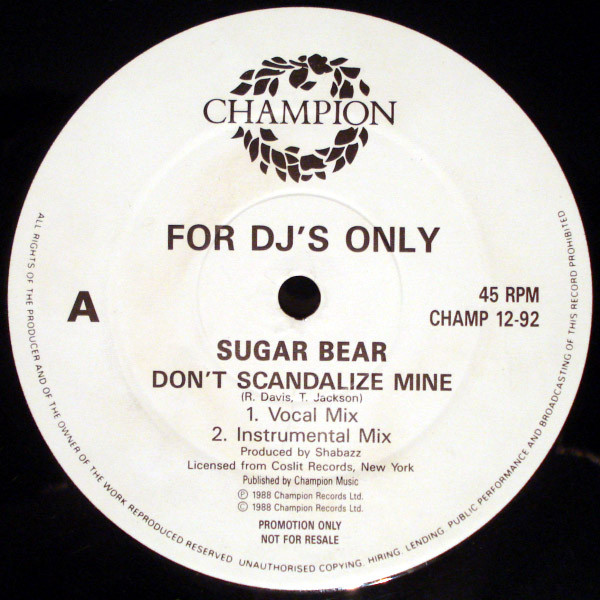 CHAMPION
FOR DJ'S ONLY
A
45 RPM
CHAMP 12-92
SUGAR BEAR
DON'T SCANDALIZE MINE
(R. Davis, T. Jackson)
1. Vocal Mix
2. Instrumental Mix
Produced by Shabazz
Licensed from Coslit Records, New York
Published by Champion Music
Ⓟ 1988 Champion Records Ltd.
© 1988 Champion Records Ltd.
PROMOTION ONLY
NOT FOR RESALE
ALL RIGHTS OF THE PRODUCER AND OF THE OWNER OF THE WORK REPRODUCED RESERVED. UNAUTHORISED COPYING, HIRING, LENDING, PUBLIC PERFORMANCE AND BROADCASTING OF THIS RECORD PROHIBITED